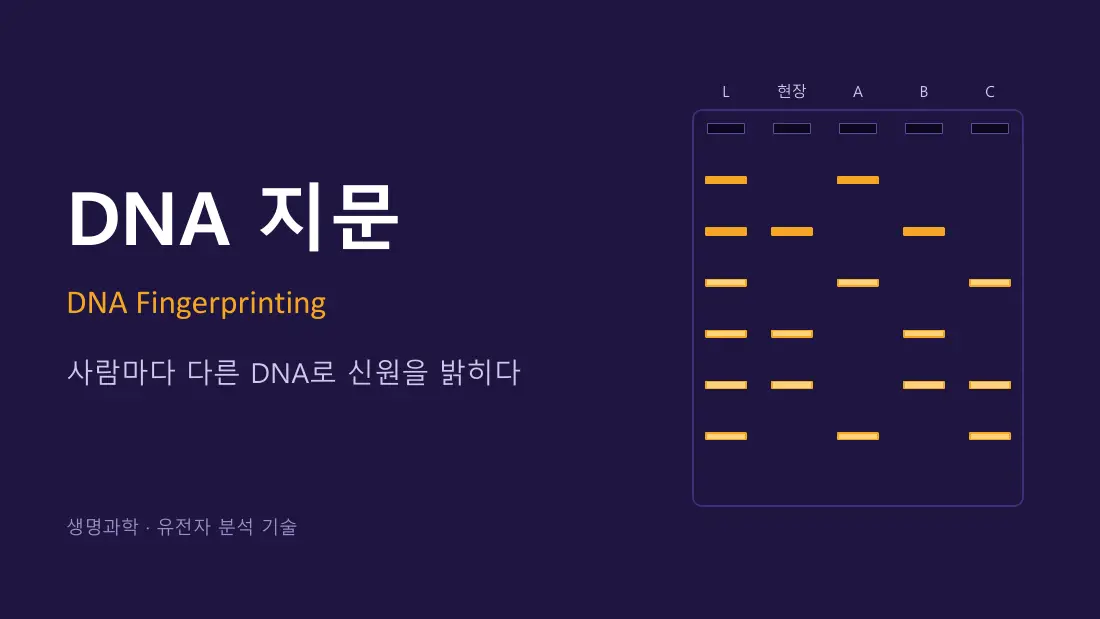 DNA 지문
DNA Fingerprinting
사람마다 다른 DNA로 신원을 밝히다
생명과학 · 유전자 분석 기술
L 현장 A B C